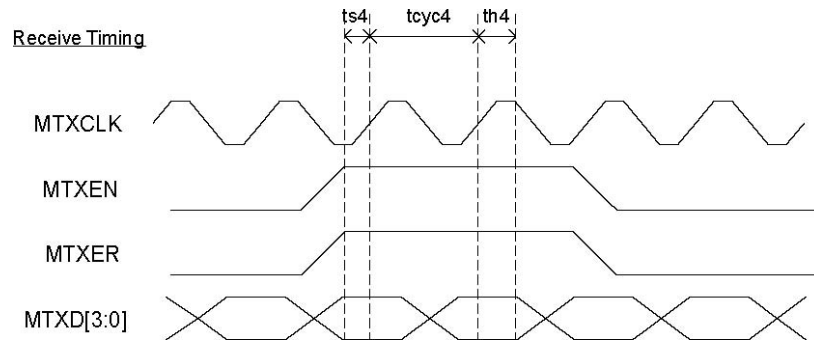 ts4 tcyc4 th4
Receive Timing
MTXCLK
MTXEN
MTXER
MTXD[3:0]